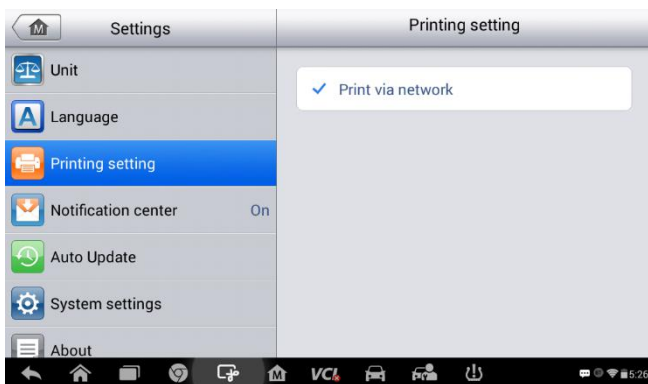 M
Settings
Printing setting
Unit
A Language
Printing setting
Notification center On
Auto Update
System settings
About
Print via network
M
VCI
5:26